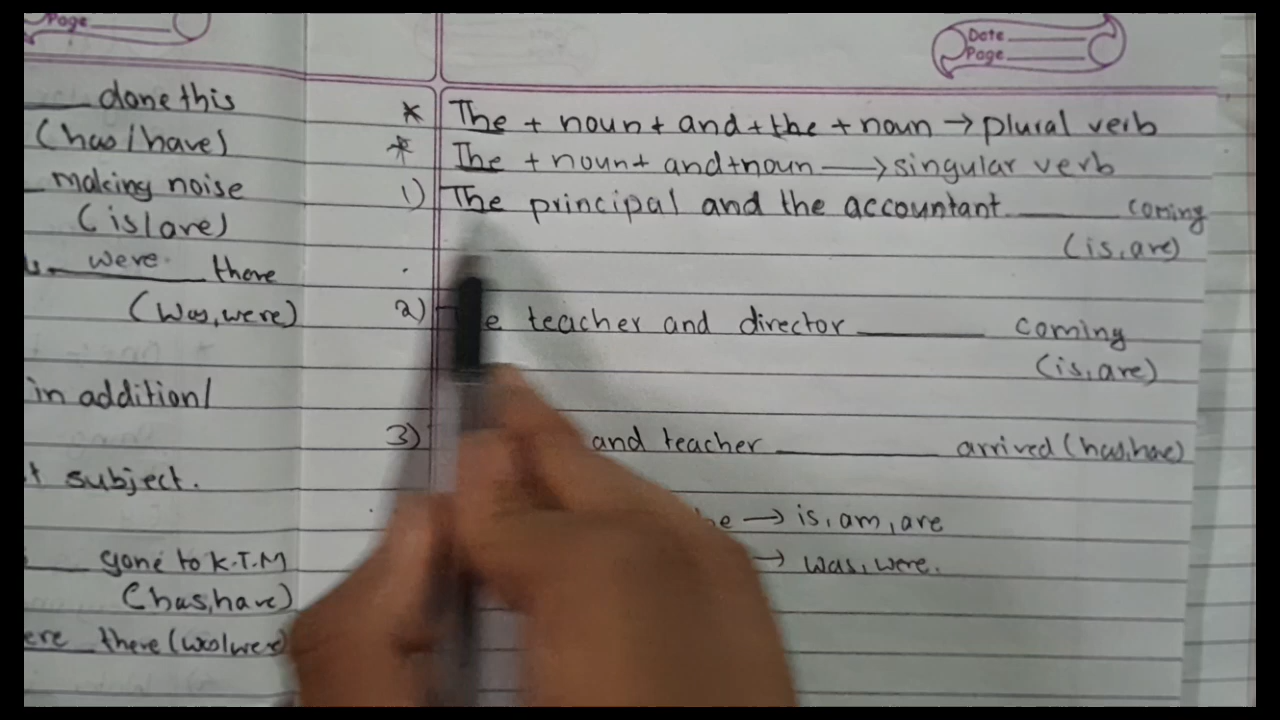 Page
Date
Page
done this
(has/have)
making noise
(is/are)
were there
(was,were)
in addition/
subject.
gone to K.T.M
(has,have)
ere there (was/were)
* The + noun + and + the + noun → plural verb
* The + noun + and + noun → singular verb
1) The principal and the accountant ______ coming
(is, are)
2) e teacher and director ______ coming
(is, are)
3) and teacher ______ arrived (has, have)
be → is, am, are
→ was, were.